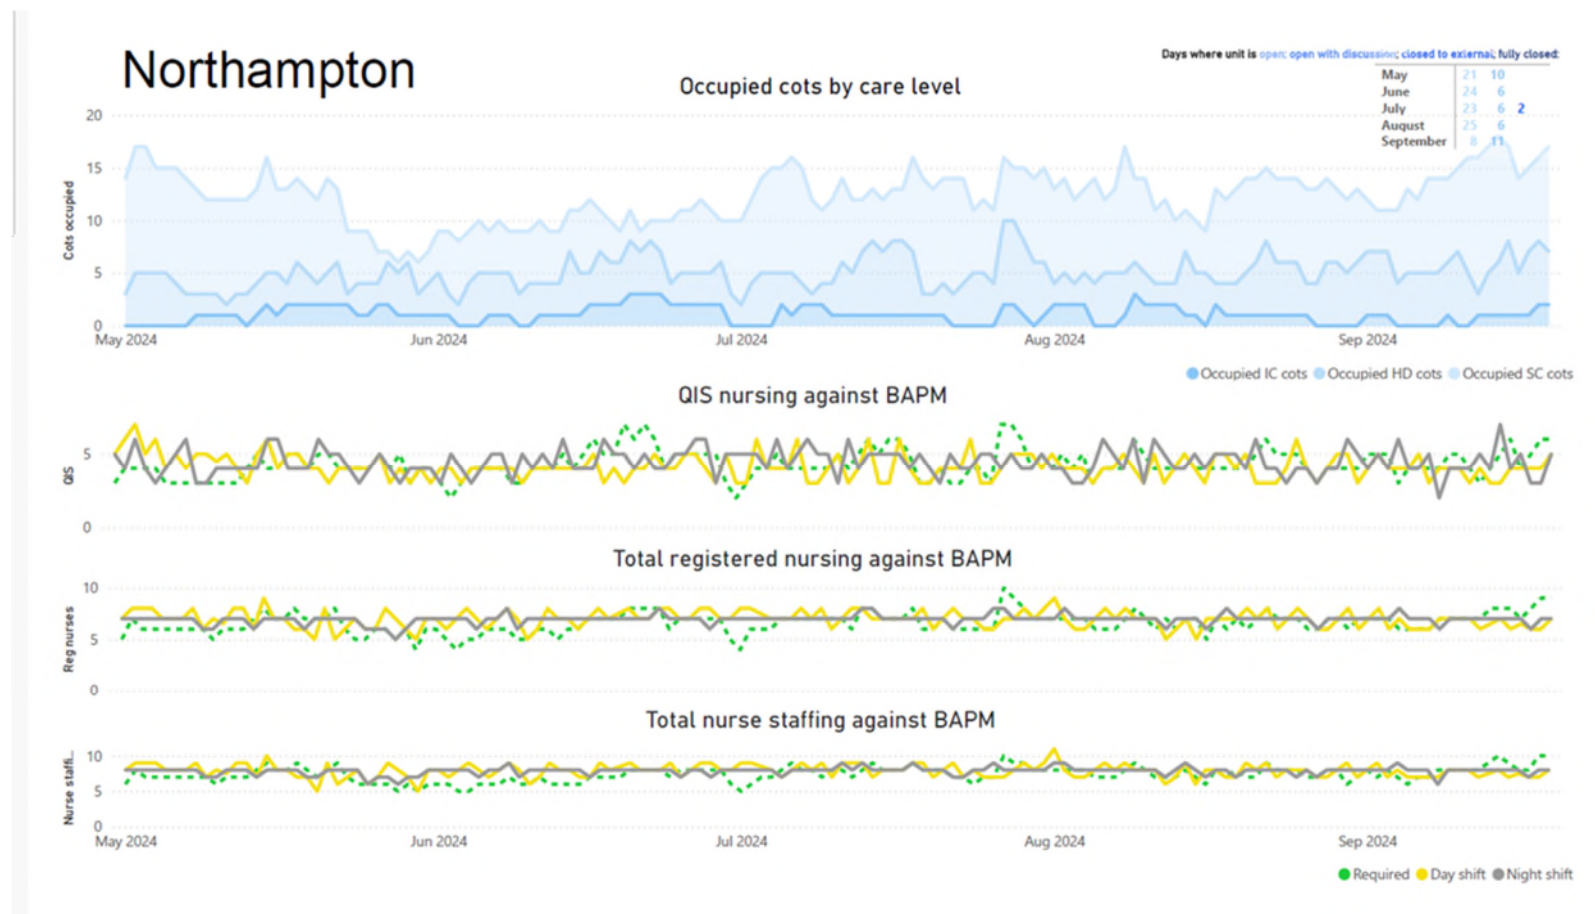 Northampton
Days where unit is open; open with discussion; closed to external; fully closed:
Occupied cots by care level
May 21 10
June 24 6
July 23 6 2
August 25 6
September 8 11
20
15
10
5
0
Cots occupied
May 2024 Jun 2024 Jul 2024 Aug 2024 Sep 2024
Occupied IC cots Occupied HD cots Occupied SC cots
QIS nursing against BAPM
5
0
QIS
Total registered nursing against BAPM
10
5
0
Reg nurses
Total nurse staffing against BAPM
10
5
0
Nurse staffi...
May 2024 Jun 2024 Jul 2024 Aug 2024 Sep 2024
Required Day shift Night shift